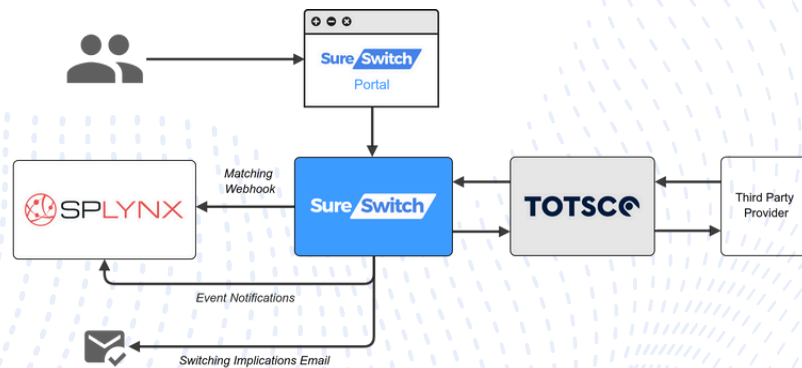 Sure Switch
Portal
Matching
Webhook
SPLYNX
Sure Switch
TOTSCO
Third Party
Provider
Event Notifications
Switching Implications Email